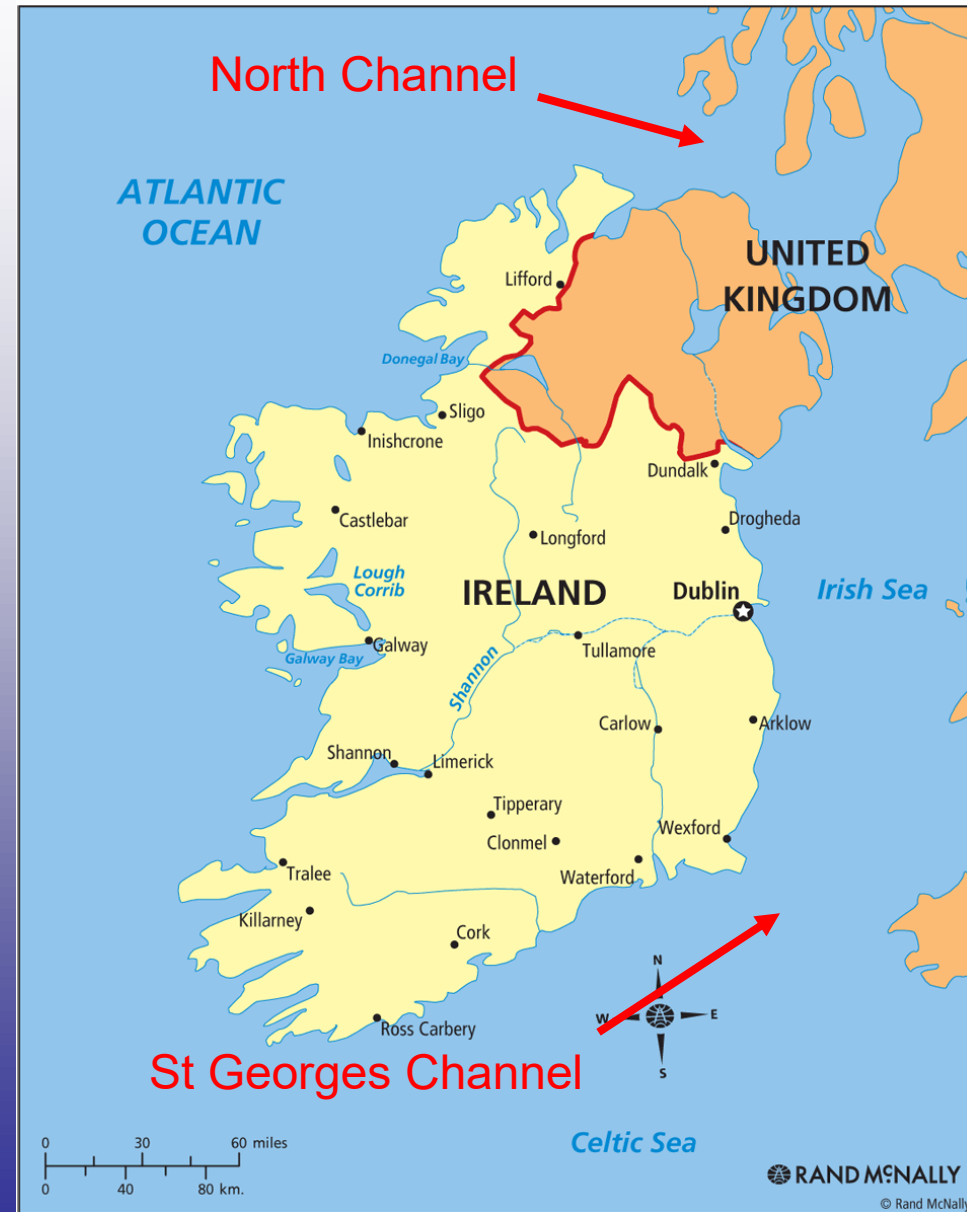 North Channel
ATLANTIC
OCEAN
UNITED
KINGDOM
Lifford
Donegal Bay
Sligo
Inishcrone
Dundalk
Castlebar
Drogheda
Longford
Lough
Corrib
IRELAND
Dublin
Irish Sea
Galway
Galway Bay
Tullamore
Shannon
Carlow
Arklow
Shannon
Limerick
Tipperary
Clonmel
Wexford
Waterford
Tralee
Killarney
Cork
N
W
E
S
Ross Carbery
St Georges Channel
0 30 60 miles
0 40 80 km.
Celtic Sea
RAND MCNALLY
© Rand McNally